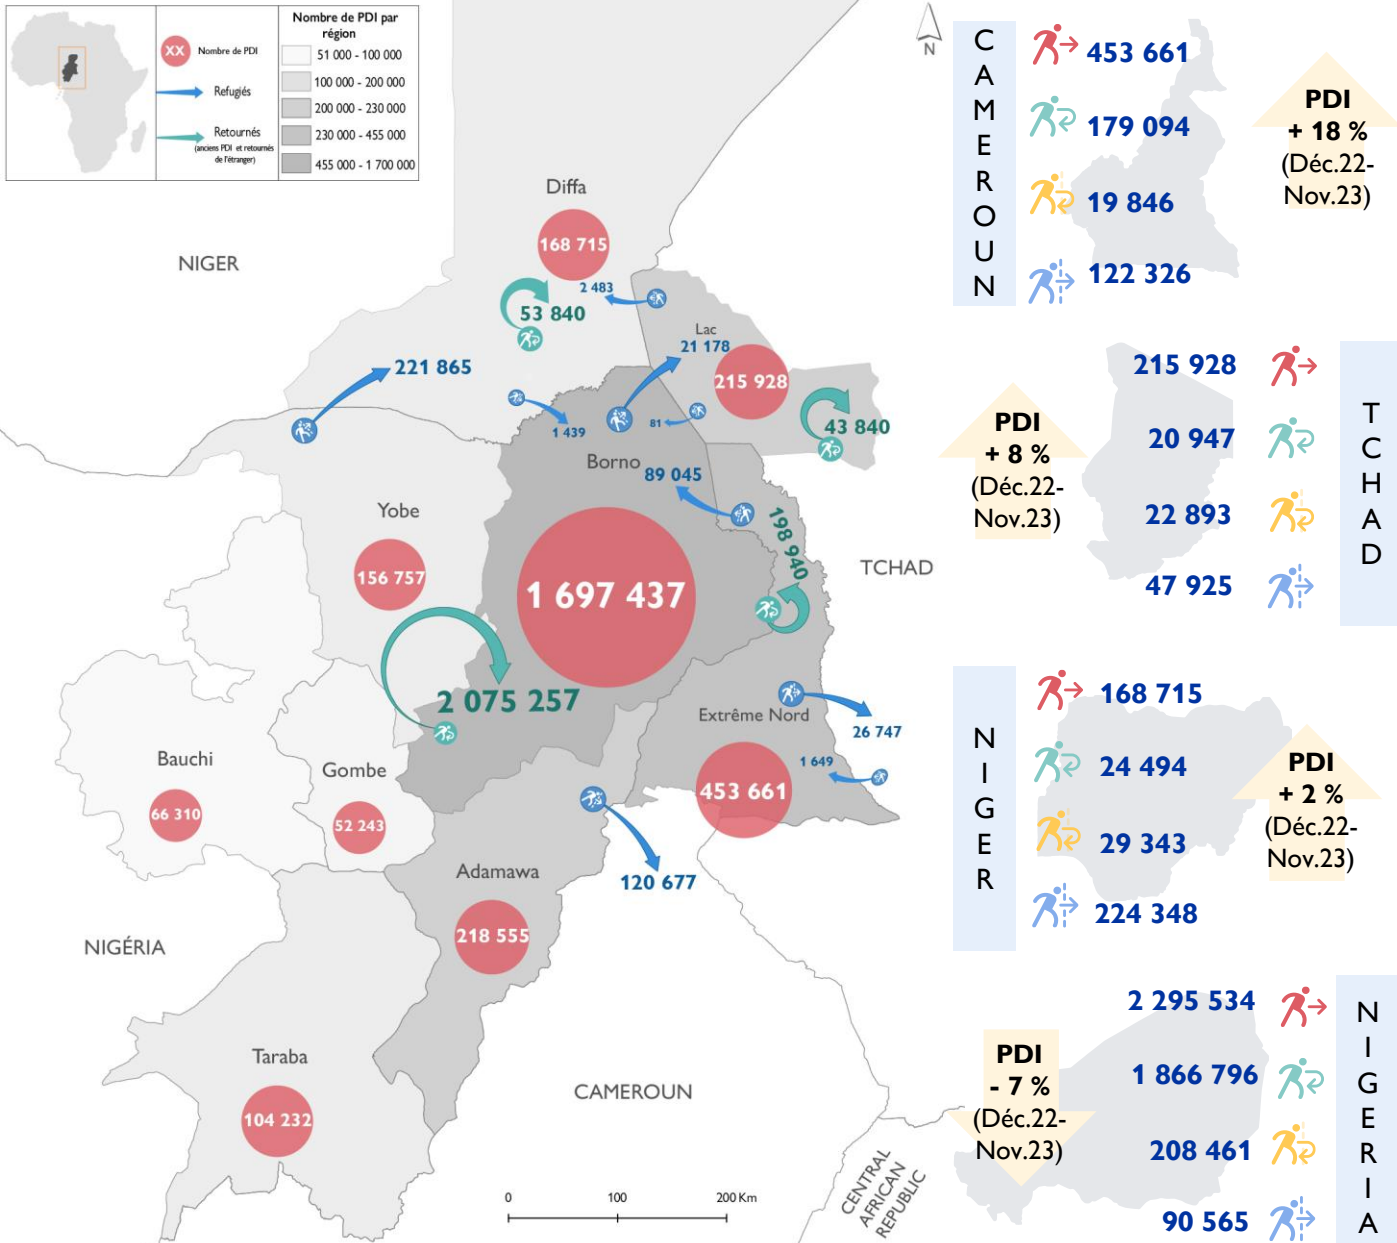 XX
Nombre de PDI
Refugiés
Retournés
(anciens PDI et retournés
de l'étranger)
Nombre de PDI par
région
51 000 - 100 000
100 000 - 200 000
200 000 - 230 000
230 000 - 455 000
455 000 - 1 700 000
N
NIGER
Diffa
168 715
2 483
53 840
221 865
Lac
21 178
215 928
43 840
1 439
81
Borno
89 045
198 940
TCHAD
Yobe
156 757
1 697 437
2 075 257
Extrême Nord
26 747
1 649
453 661
Bauchi
66 310
Gombe
52 243
Adamawa
218 555
120 677
NIGÉRIA
Taraba
104 232
CAMEROUN
CENTRAL
AFRICAN
REPUBLIC
0 100 200 Km
CAMEROUN
453 661
179 094
19 846
122 326
PDI
+ 18 %
(Déc.22-
Nov.23)
PDI
+ 8 %
(Déc.22-
Nov.23)
215 928
20 947
22 893
47 925
TCHAD
NIGER
168 715
24 494
29 343
224 348
PDI
+ 2 %
(Déc.22-
Nov.23)
PDI
- 7 %
(Déc.22-
Nov.23)
2 295 534
1 866 796
208 461
90 565
NIGERIA